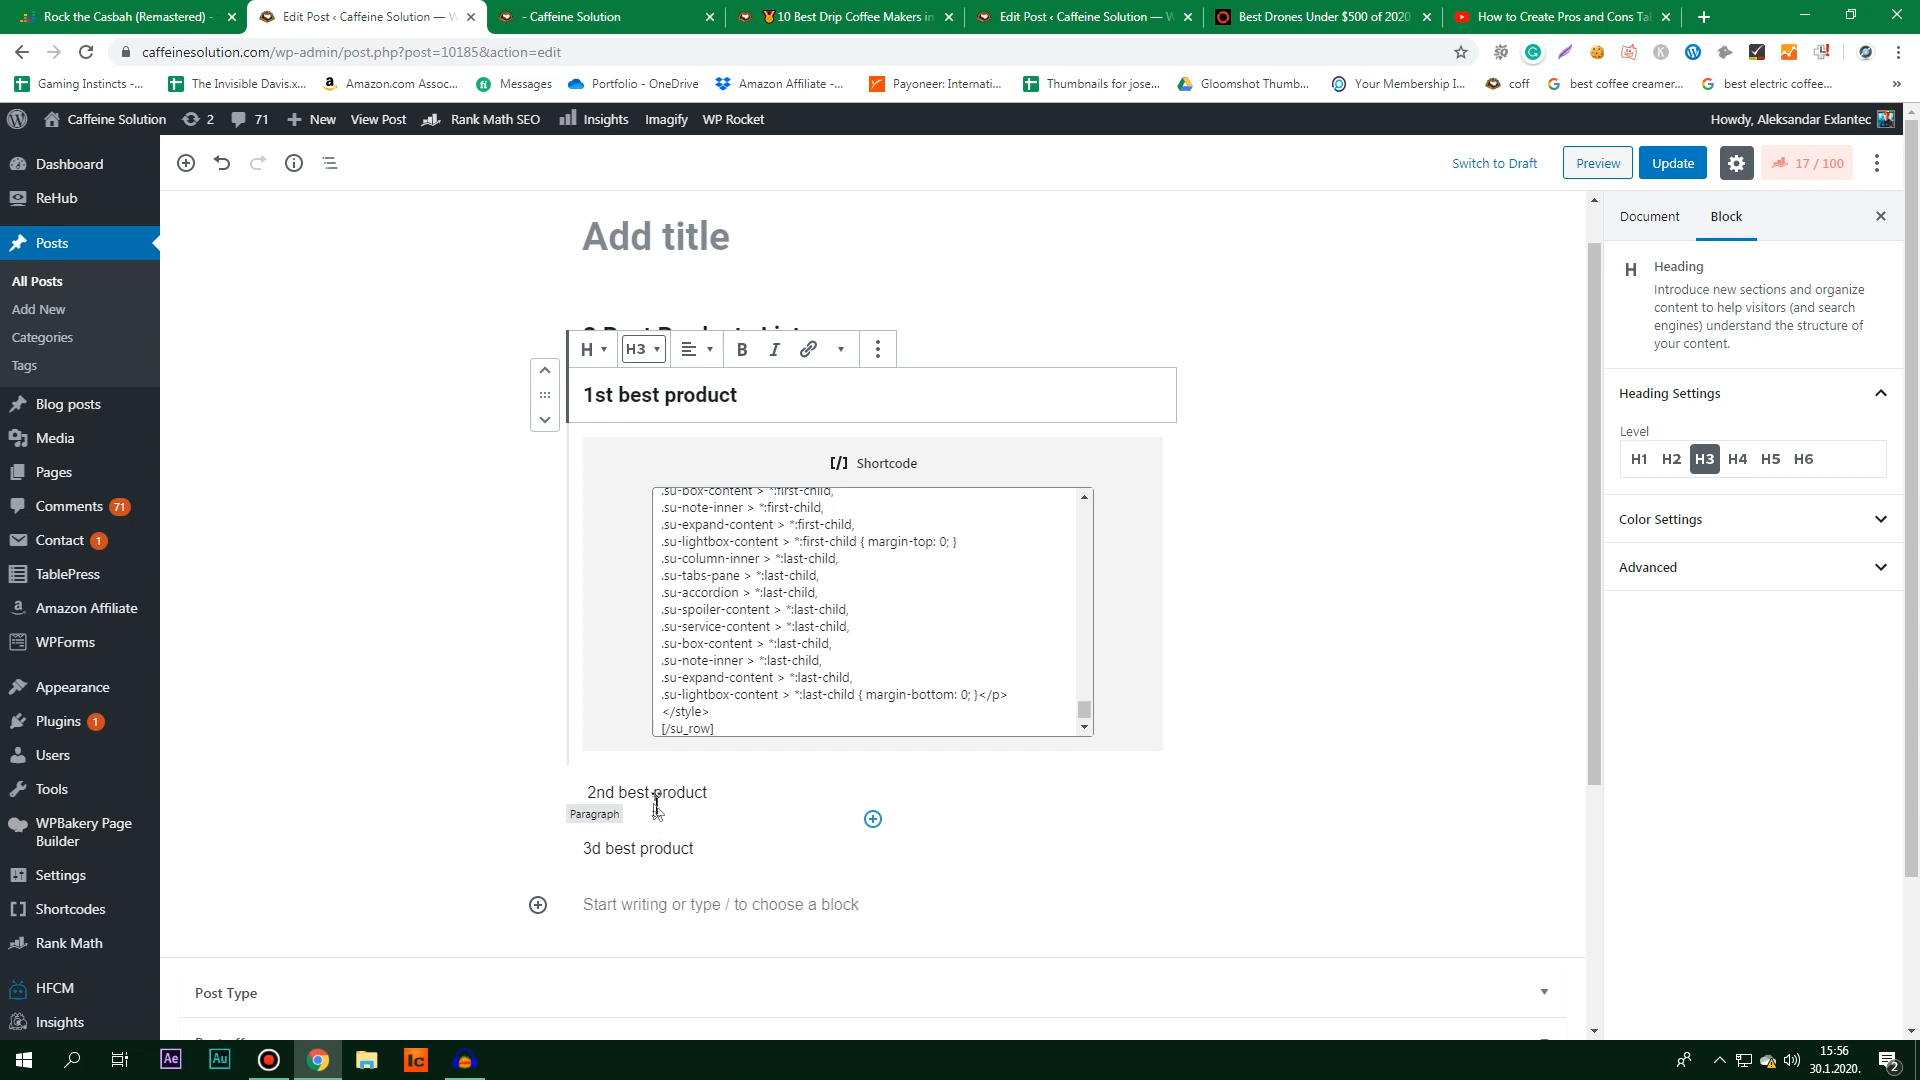 Rock the Casbah (Remastered) -
Edit Post ‹ Caffeine Solution — W
- Caffeine Solution
10 Best Drip Coffee Makers in
Edit Post ‹ Caffeine Solution — W
Best Drones Under $500 of 2020
How to Create Pros and Cons Ta
caffeinesolution.com/wp-admin/post.php?post=10185&action=edit
Gaming Instincts -...
The Invisible Davis.x...
Amazon.com Assoc...
Messages
Portfolio - OneDrive
Amazon Affiliate -...
Payoneer: Internati...
Thumbnails for jose...
Gloomshot Thumb...
Your Membership I...
coff
best coffee creamer...
best electric coffee...
»
Caffeine Solution
2
71
New
View Post
Rank Math SEO
Insights
Imagify
WP Rocket
Howdy, Aleksandar Exlantec
Dashboard
ReHub
Posts
All Posts
Add New
Categories
Tags
Blog posts
Media
Pages
Comments 71
Contact 1
TablePress
Amazon Affiliate
WPForms
Appearance
Plugins 1
Users
Tools
WPBakery Page
Builder
Settings
Shortcodes
Rank Math
HFCM
Insights
Switch to Draft
Preview
Update
17 / 100
Add title
H
H3
B
I
1st best product
[/] Shortcode
.su-box-content > *:first-child,
.su-note-inner > *:first-child,
.su-expand-content > *:first-child,
.su-lightbox-content > *:first-child { margin-top: 0; }
.su-column-inner > *:last-child,
.su-tabs-pane > *:last-child,
.su-accordion > *:last-child,
.su-spoiler-content > *:last-child,
.su-service-content > *:last-child,
.su-box-content > *:last-child,
.su-note-inner > *:last-child,
.su-expand-content > *:last-child,
.su-lightbox-content > *:last-child { margin-bottom: 0; }</p>
</style>
[/su_row]
2nd best product
Paragraph
3d best product
Start writing or type / to choose a block
Post Type
Document
Block
H
Heading
Introduce new sections and organize
content to help visitors (and search
engines) understand the structure of
your content.
Heading Settings
Level
H1 H2 H3 H4 H5 H6
Color Settings
Advanced
Ae
Au
Ic
15:56
30.1.2020.
2